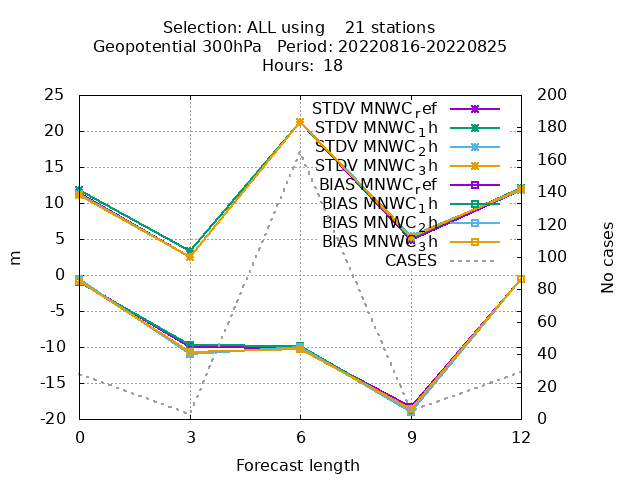 Selection: ALL using    21 stations
Geopotential 300hPa   Period: 20220816-20220825
Hours: 18
25
20
15
10
5
0
-5
-10
-15
-20
200
180
160
140
120
100
80
60
40
20
0
m
No cases
STDV MNWC_ref
STDV MNWC_1h
STDV MNWC_2h
STDV MNWC_3h
BIAS MNWC_ref
BIAS MNWC_1h
BIAS MNWC_2h
BIAS MNWC_3h
CASES
0 3 6 9 12
Forecast length